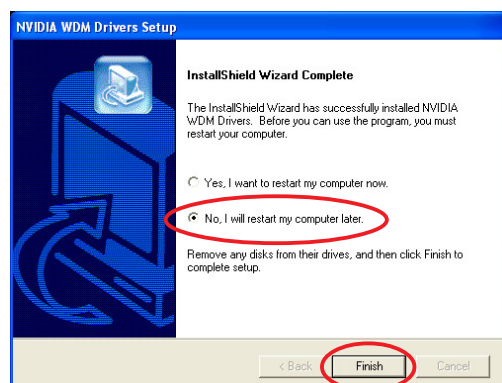 NVIDIA WDM Drivers Setup
InstallShield Wizard Complete
The InstallShield Wizard has successfully installed NVIDIA
WDM Drivers. Before you can use the program, you must
restart your computer.
Yes, I want to restart my computer now.
No, I will restart my computer later.
Remove any disks from their drives, and then click Finish to
complete setup.
< Back Finish Cancel